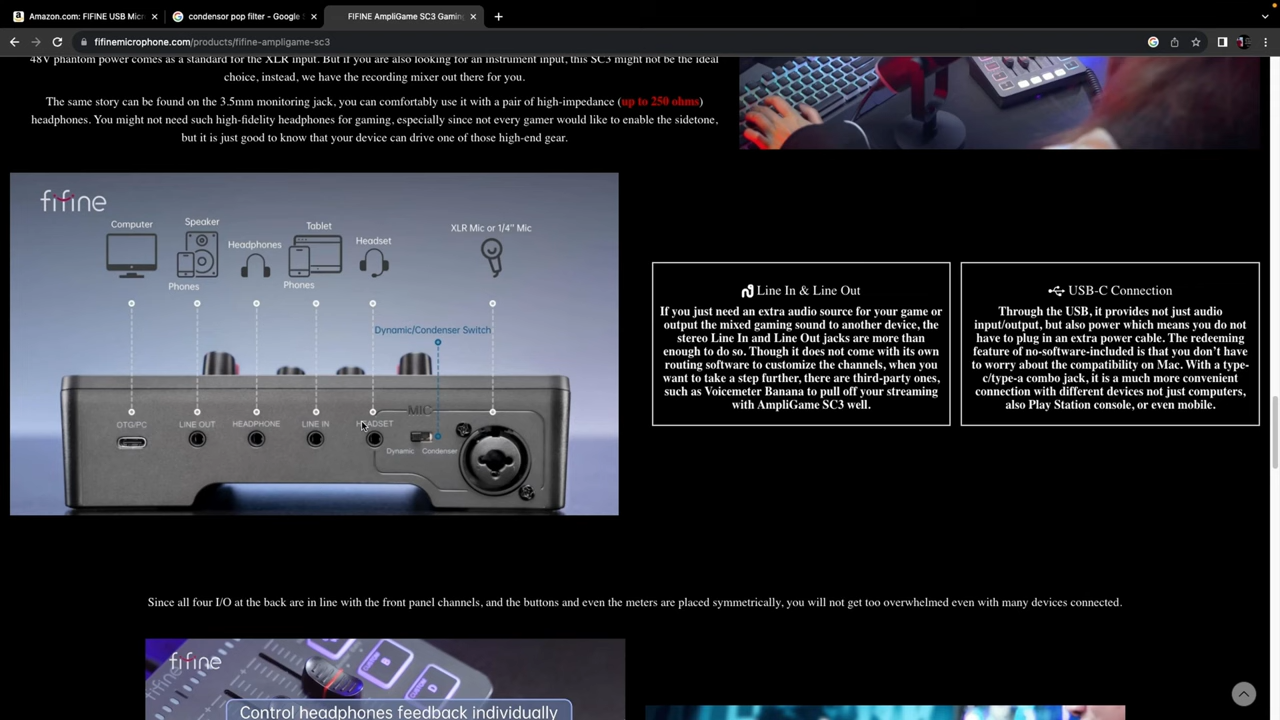 Amazon.com: FIFINE USB Micro
condensor pop filter - Google S
FIFINE AmpliGame SC3 Gaming
fifinemicrophone.com/products/fifine-ampligame-sc3
48V phantom power comes as a standard for the XLR input. But if you are also looking for an instrument input, this SC3 might not be the ideal
choice, instead, we have the recording mixer out there for you.
The same story can be found on the 3.5mm monitoring jack, you can comfortably use it with a pair of high-impedance (up to 250 ohms)
headphones. You might not need such high-fidelity headphones for gaming, especially since not every gamer would like to enable the sidetone,
but it is just good to know that your device can drive one of those high-end gear.
fifine
Computer
Speaker
Phones
Headphones
Tablet
Phones
Headset
XLR Mic or 1/4" Mic
Dynamic/Condenser Switch
MIC
OTG/PC
LINE OUT
HEADPHONE
LINE IN
HEADSET
Dynamic
Condenser
Line In & Line Out
If you just need an extra audio source for your game or
output the mixed gaming sound to another device, the
stereo Line In and Line Out jacks are more than
enough to do so. Though it does not come with its own
routing software to customize the channels, when you
want to take a step further, there are third-party ones,
such as Voicemeter Banana to pull off your streaming
with AmpliGame SC3 well.
USB-C Connection
Through the USB, it provides not just audio
input/output, but also power which means you do not
have to plug in an extra power cable. The redeeming
feature of no-software-included is that you don't have
to worry about the compatibility on Mac. With a type-
c/type-a combo jack, it is a much more convenient
connection with different devices not just computers,
also Play Station console, or even mobile.
Since all four I/O at the back are in line with the front panel channels, and the buttons and even the meters are placed symmetrically, you will not get too overwhelmed even with many devices connected.
fifine
B
D
Control headphones feedback individually